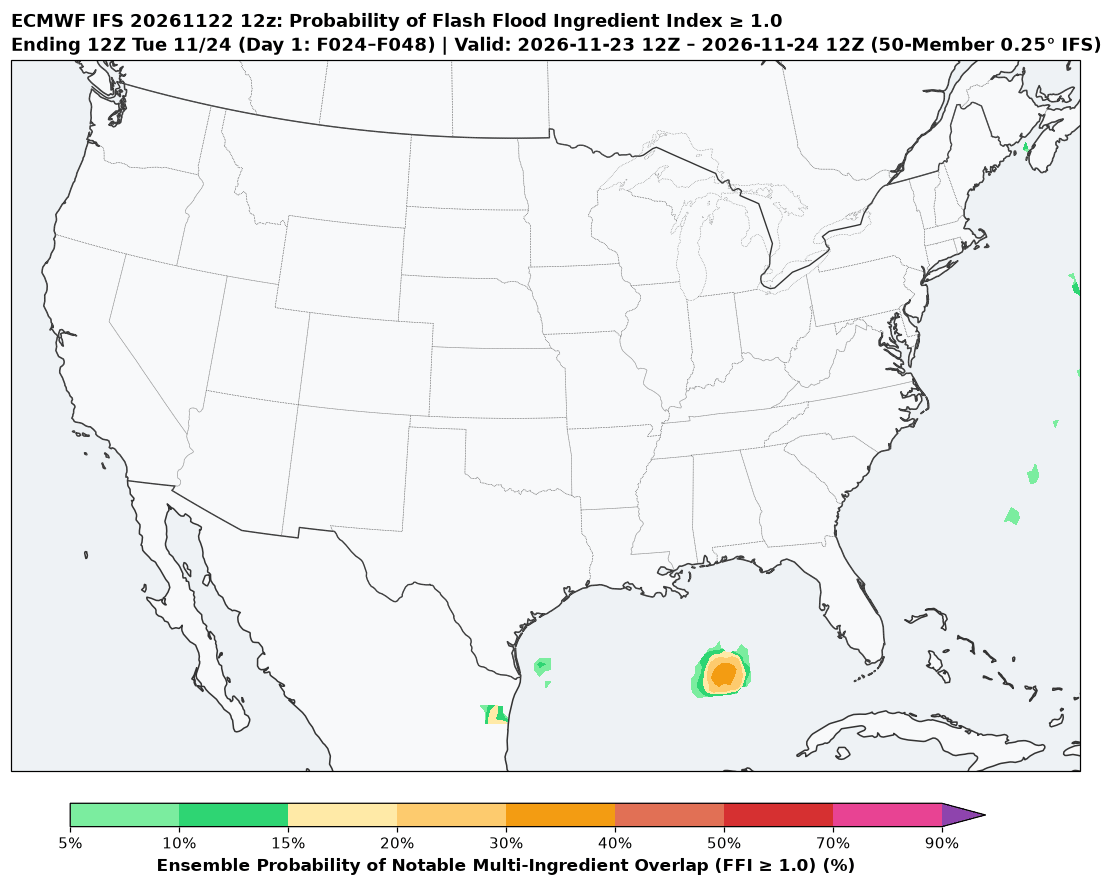 ECMWF IFS 20261122 12z: Probability of Flash Flood Ingredient Index ≥ 1.0
Ending 12Z Tue 11/24 (Day 1: F024–F048) | Valid: 2026-11-23 12Z – 2026-11-24 12Z (50-Member 0.25° IFS)
5% 10% 15% 20% 30% 40% 50% 70% 90%
Ensemble Probability of Notable Multi-Ingredient Overlap (FFI ≥ 1.0) (%)